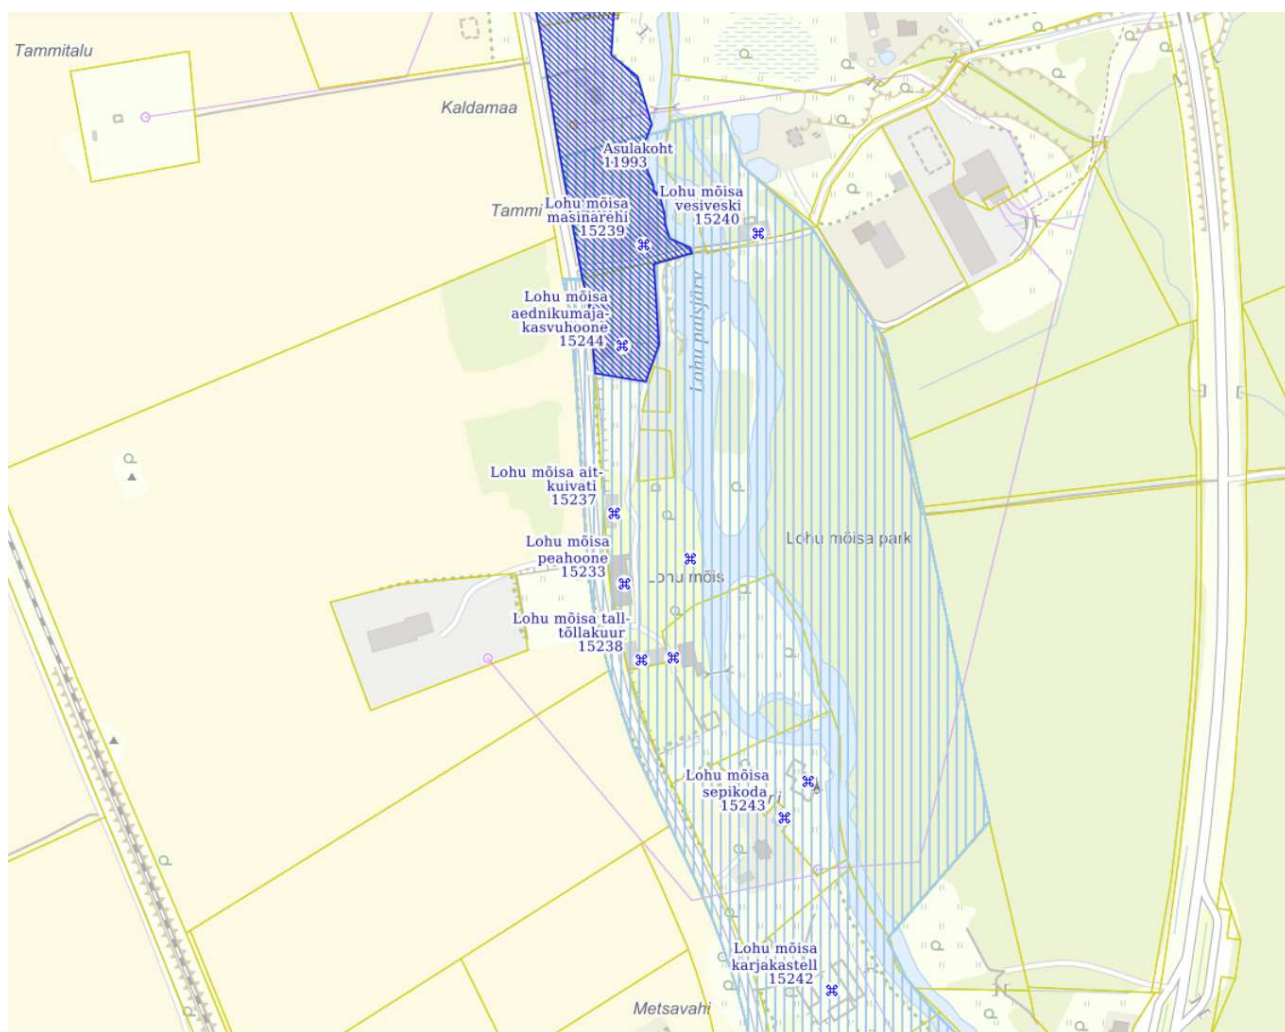 Tammitalu
Kaldamaa
Asulakoht
11993
Lohu mõisa
vesiveski
15240
Lohu mõisa
masinarehi
15239
Tammi
Lohu mõisa
aednikumaja-
kasvuhoone
15244
Lohu paisjärv
Lohu mõisa ait-
kuivati
15237
Lohu mõisa
peahoone
15233
Lohu mõisa park
Lohu mõis
Lohu mõisa tall-
tõllakuur
15238
Lohu mõisa
sepikoda
15243
Lohu mõisa
karjakastell
15242
Metsavahi